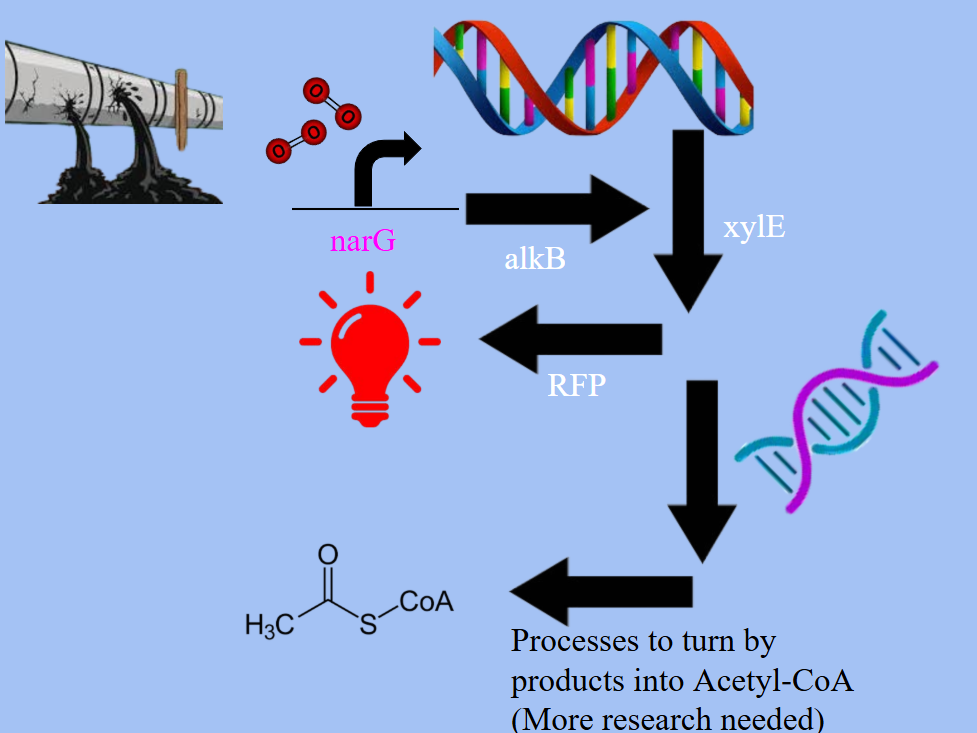 O
O
O
O
narG
alkB
xylE
RFP
O
H₃C
S
CoA
Processes to turn by
products into Acetyl-CoA
(More research needed)